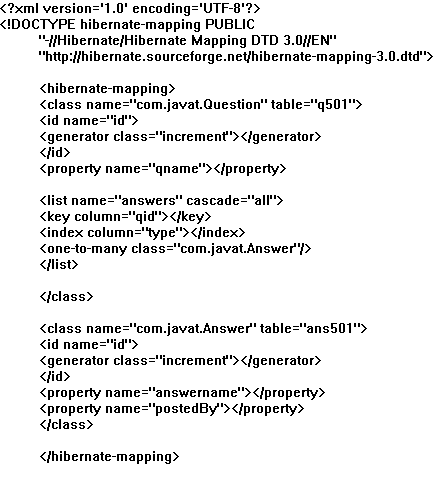 <?xml version='1.0' encoding='UTF-8'?>
<!DOCTYPE hibernate-mapping PUBLIC
"-//Hibernate/Hibernate Mapping DTD 3.0//EN"
"http://hibernate.sourceforge.net/hibernate-mapping-3.0.dtd">
<hibernate-mapping>
<class name="com.javat.Question" table="q501">
<id name="id">
<generator class="increment"></generator>
</id>
<property name="qname"></property>
<list name="answers" cascade="all">
<key column="qid"></key>
<index column="type"></index>
<one-to-many class="com.javat.Answer"/>
</list>
</class>
<class name="com.javat.Answer" table="ans501">
<id name="id">
<generator class="increment"></generator>
</id>
<property name="answername"></property>
<property name="postedBy"></property>
</class>
</hibernate-mapping>